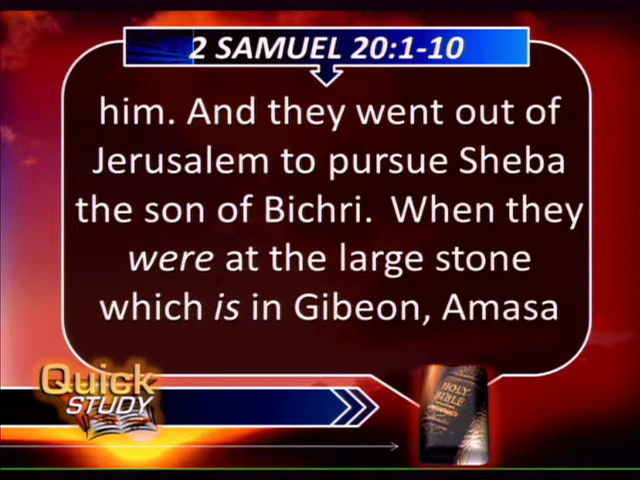 2 SAMUEL 20:1-10
him. And they went out of
Jerusalem to pursue Sheba
the son of Bichri. When they
were at the large stone
which is in Gibeon, Amasa
Quick
STUDY
HOLY
BIBLE